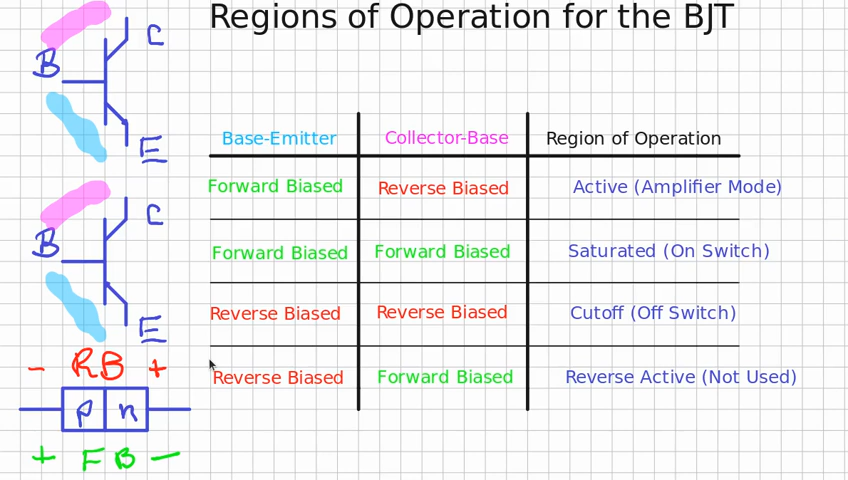 Regions of Operation for the BJT
C
B
E
Base-Emitter Collector-Base Region of Operation
Forward Biased Reverse Biased Active (Amplifier Mode)
Forward Biased Forward Biased Saturated (On Switch)
Reverse Biased Reverse Biased Cutoff (Off Switch)
Reverse Biased Forward Biased Reverse Active (Not Used)
C
B
E
- RB +
p n
+ FB -